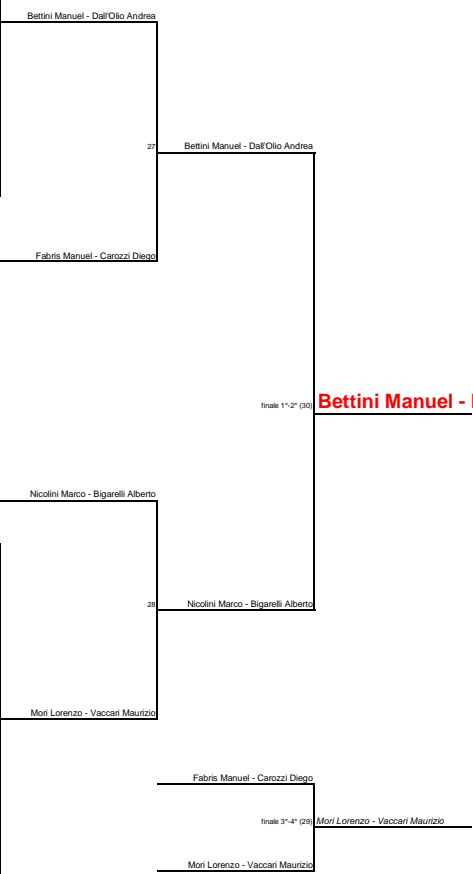 Bettini Manuel - Dall'Olio Andrea
27
Bettini Manuel - Dall'Olio Andrea
Fabris Manuel - Carozzi Diego
finale 1°-2° (30)
Bettini Manuel -
Nicolini Marco - Bigarelli Alberto
28
Nicolini Marco - Bigarelli Alberto
Mori Lorenzo - Vaccari Maurizio
Fabris Manuel - Carozzi Diego
finale 3°-4° (29)
Mori Lorenzo - Vaccari Maurizio
Mori Lorenzo - Vaccari Maurizio